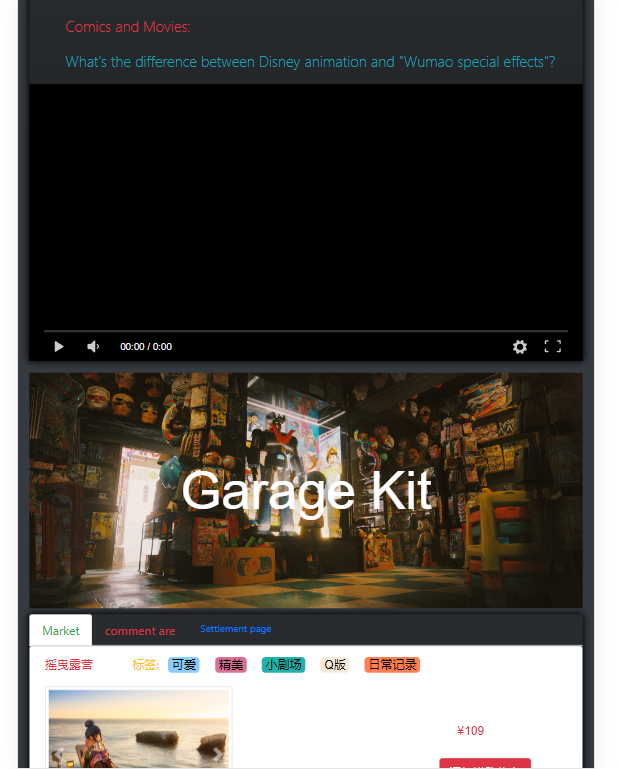 Comics and Movies:
What's the difference between Disney animation and "Wumao special effects"?
00:00 / 0:00
Garage Kit
Market comment are Settlement page
摇曳露营 标签: 可爱 精美 小剧场 Q版 日常记录
¥109